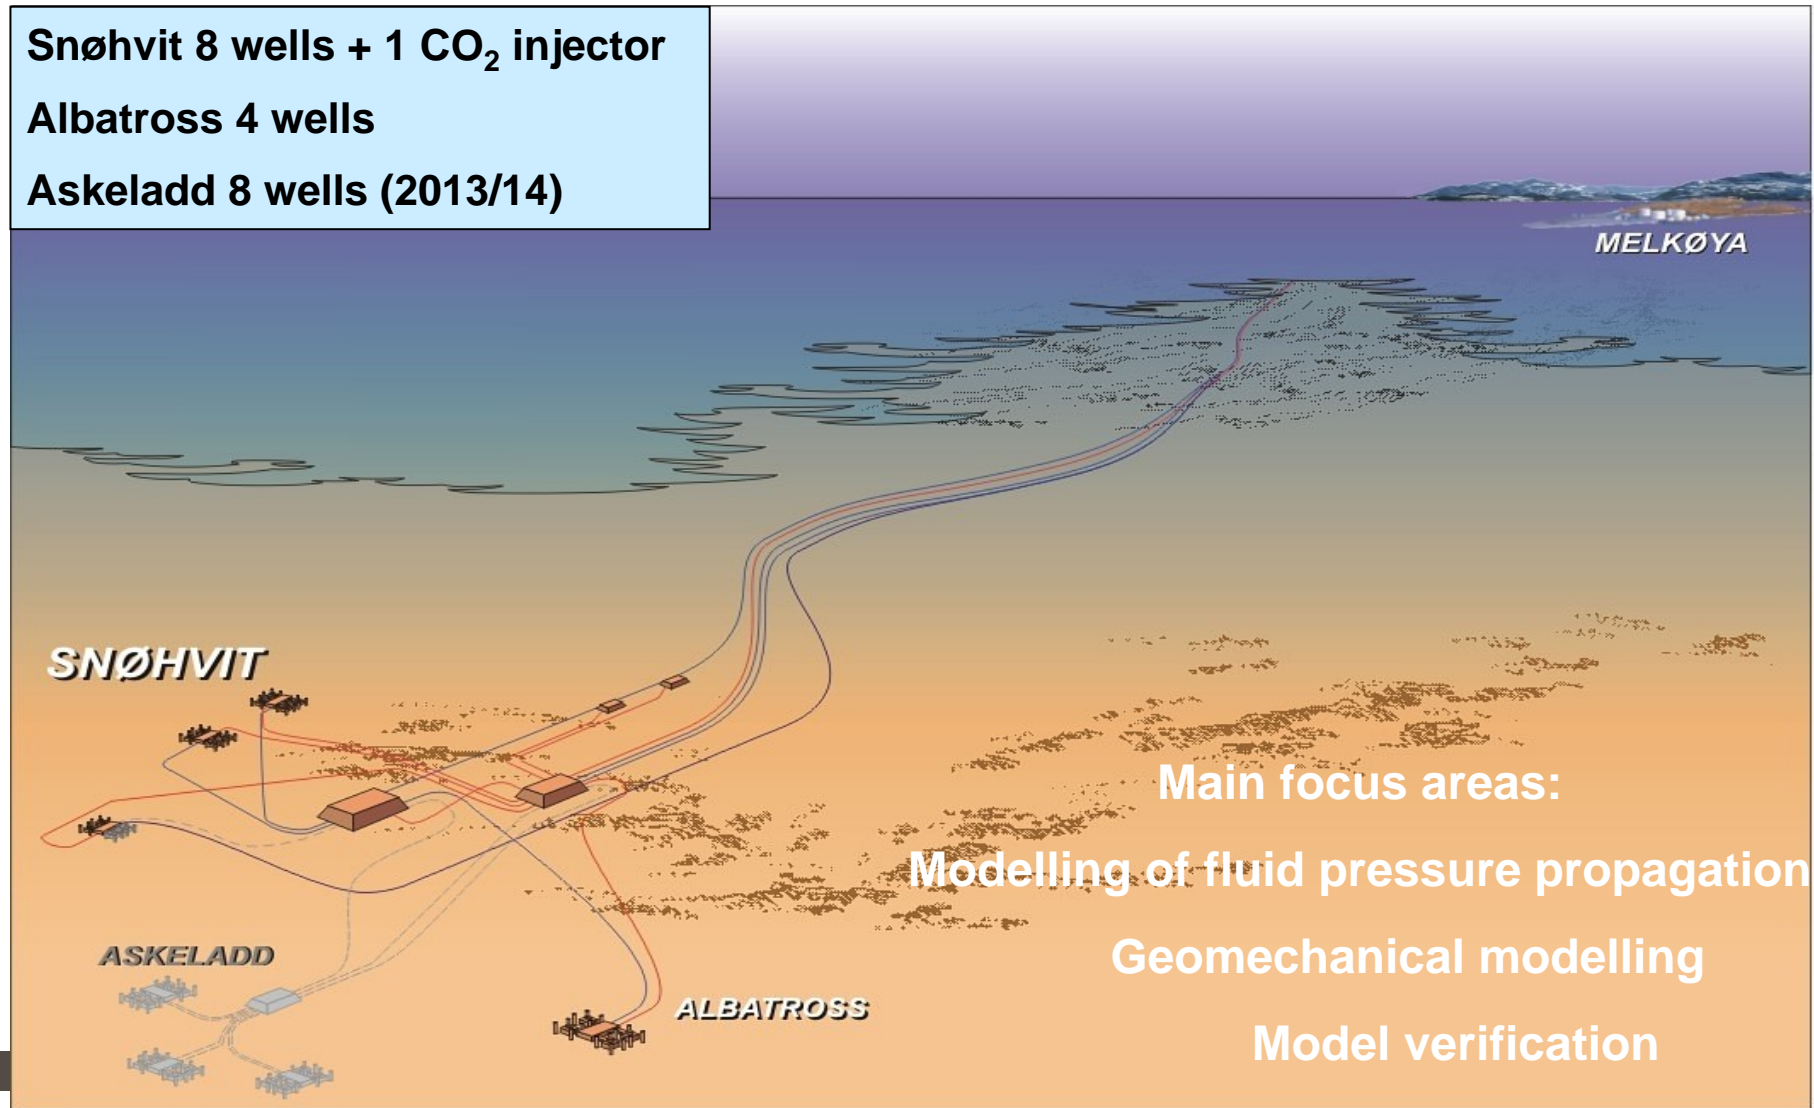 Snøhvit 8 wells + 1 CO₂ injector
Albatross 4 wells
Askeladd 8 wells (2013/14)
MELKØYA
SNØHVIT
Main focus areas:
Modelling of fluid pressure propagation
Geomechanical modelling
Model verification
ASKELADD
ALBATROSS